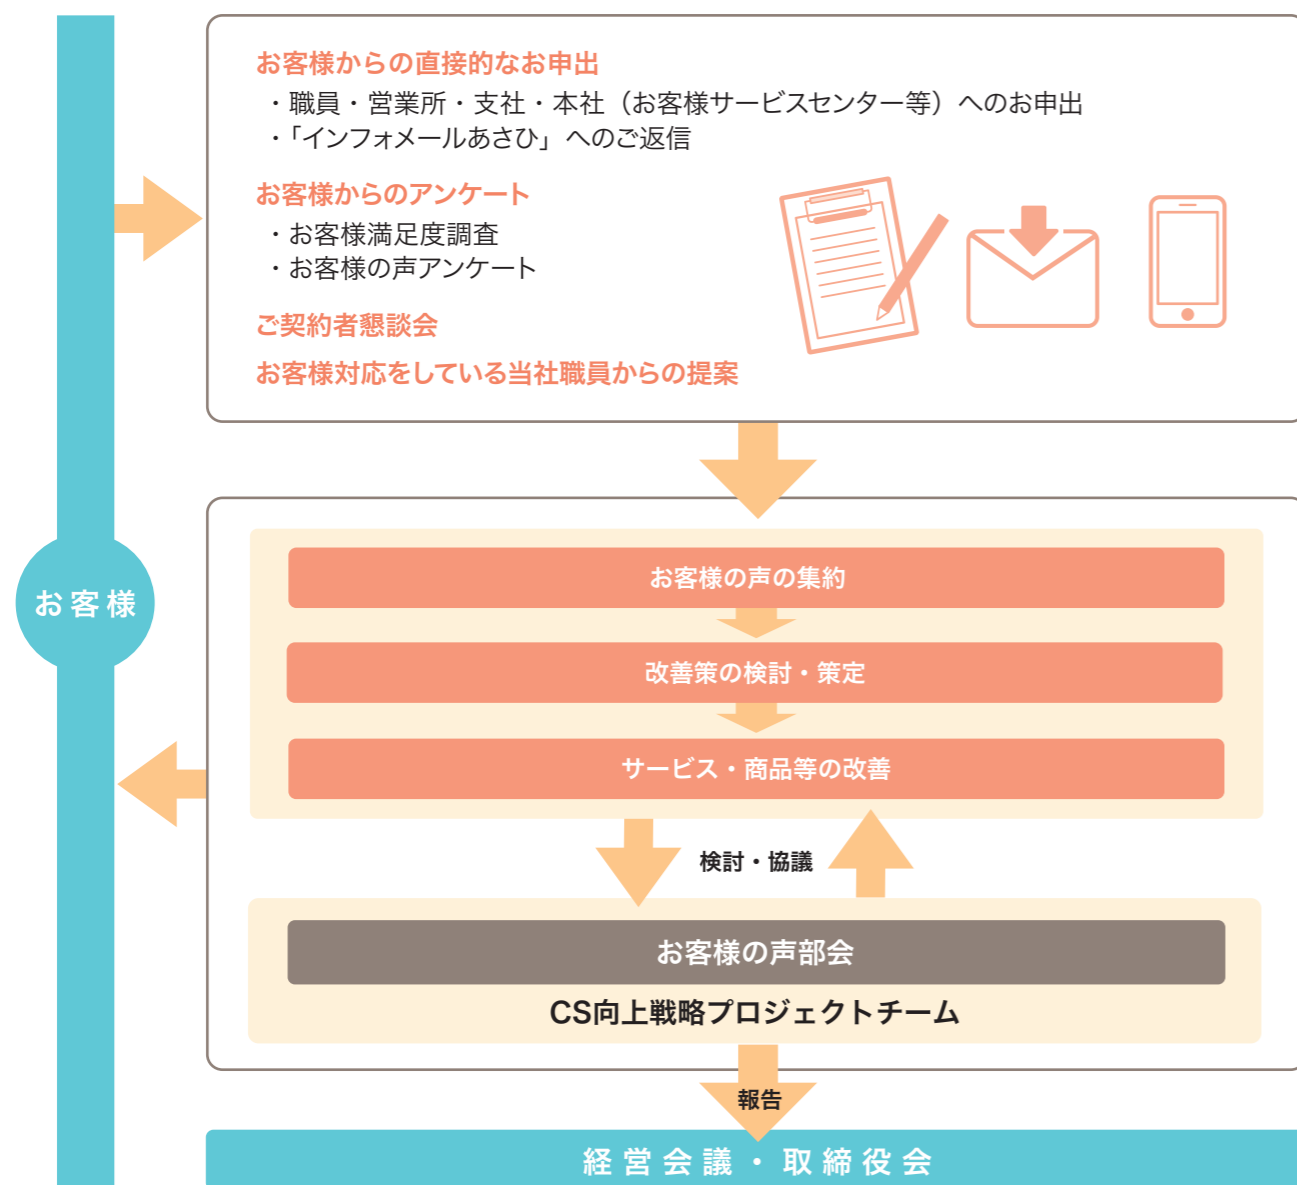 お客様からの直接的なお申出
・職員・営業所・支社・本社（お客様サービスセンター等）へのお申出
・「インフォメールあさひ」へのご返信
お客様からのアンケート
・お客様満足度調査
・お客様の声アンケート
ご契約者懇談会
お客様対応をしている当社職員からの提案
お客様
お客様の声の集約
改善策の検討・策定
サービス・商品等の改善
検討・協議
お客様の声部会
CS向上戦略プロジェクトチーム
報告
経営会議・取締役会